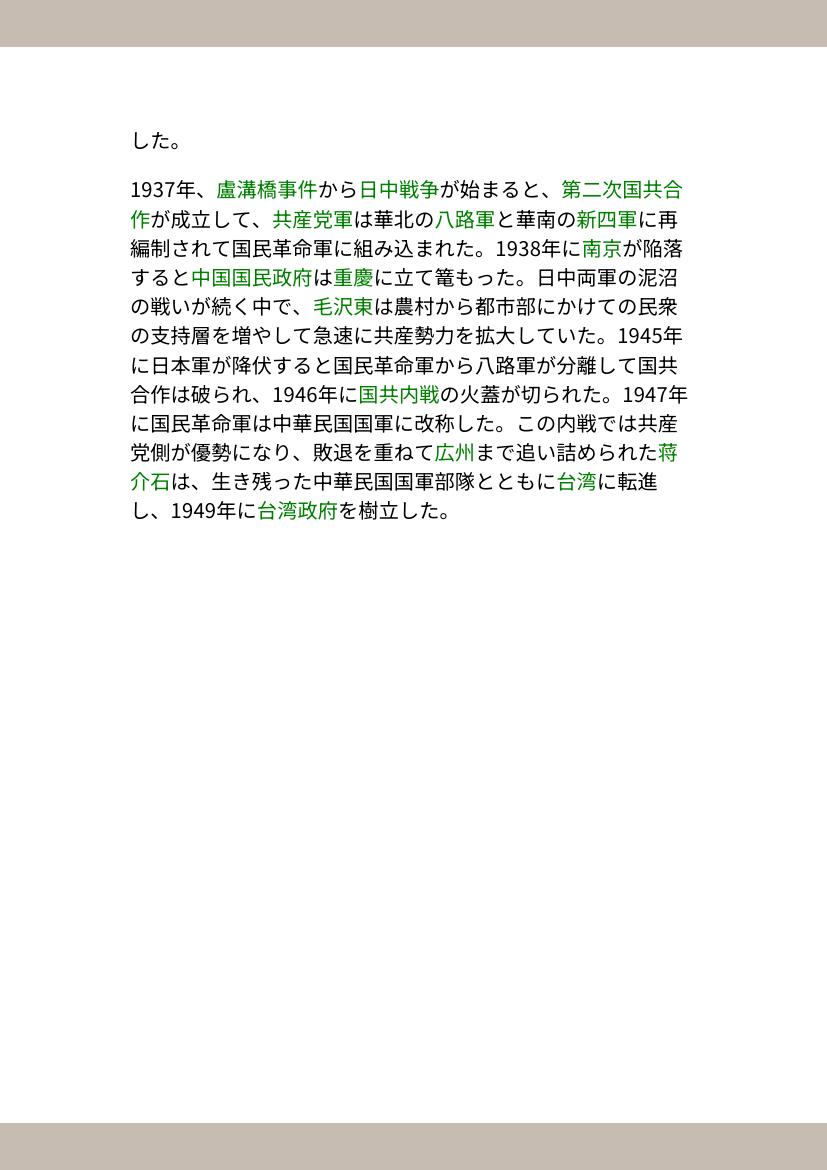 した。
1937年、盧溝橋事件から日中戦争が始まると、第二次国共合
作が成立して、共産党軍は華北の八路軍と華南の新四軍に再
編制されて国民革命軍に組み込まれた。1938年に南京が陥落
すると中国国民政府は重慶に立て篭もった。日中両軍の泥沼
の戦いが続く中で、毛沢東は農村から都市部にかけての民衆
の支持層を増やして急速に共産勢力を拡大していた。1945年
に日本軍が降伏すると国民革命軍から八路軍が分離して国共
合作は破られ、1946年に国共内戦の火蓋が切られた。1947年
に国民革命軍は中華民国国軍に改称した。この内戦では共産
党側が優勢になり、敗退を重ねて広州まで追い詰められた蒋
介石は、生き残った中華民国国軍部隊とともに台湾に転進
し、1949年に台湾政府を樹立した。